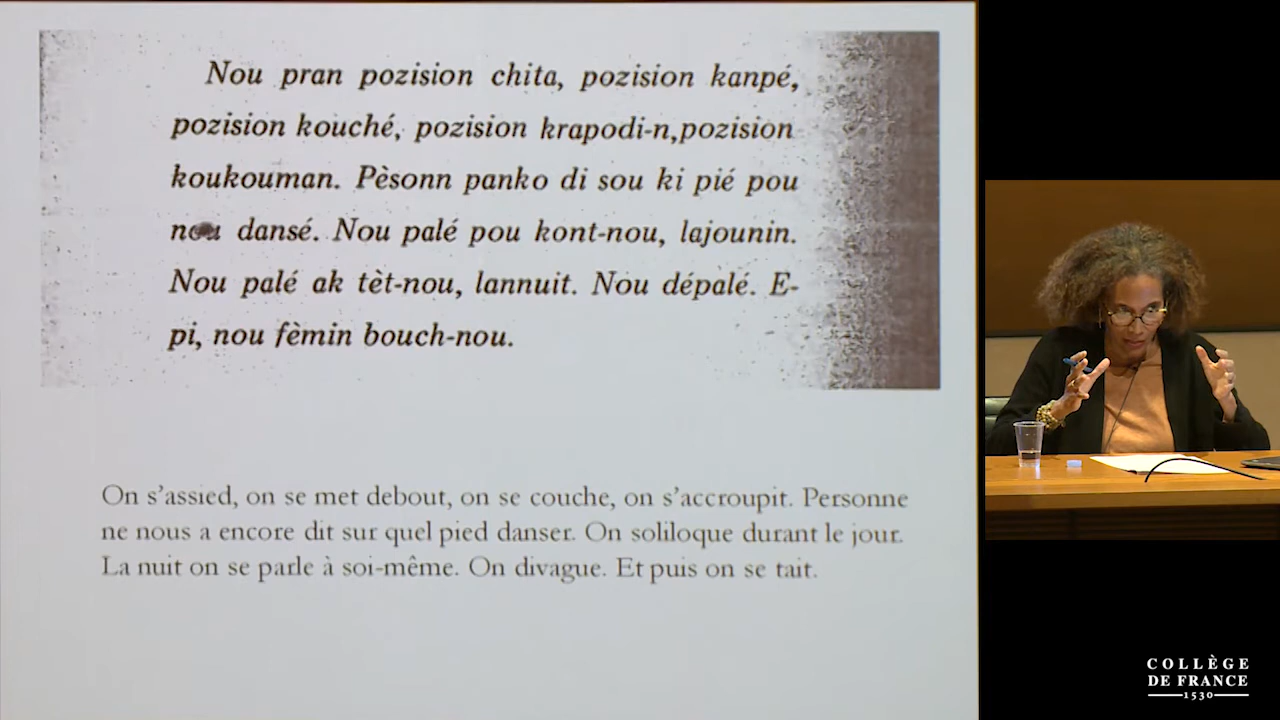 Nou pran pozision chita, pozision kanpé,
pozision kouché, pozision krapodi-n,pozision
koukouman. Pèsonn panko di sou ki pié pou
nou dansé. Nou palé pou kont-nou, lajounin.
Nou palé ak tèt-nou, lannuit. Nou dépalé. E-
pi, nou fèmin bouch-nou.
On s'assied, on se met debout, on se couche, on s'accroupit. Personne
ne nous a encore dit sur quel pied danser. On soliloque durant le jour.
La nuit on se parle à soi-même. On divague. Et puis on se tait.
COLLÈGE
DE FRANCE
1530